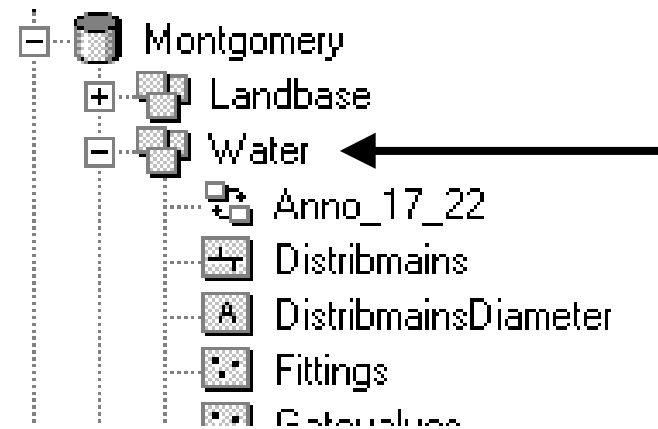 Montgomery
Landbase
Water
Anno_17_22
Distribmains
A DistribmainsDiameter
Fittings